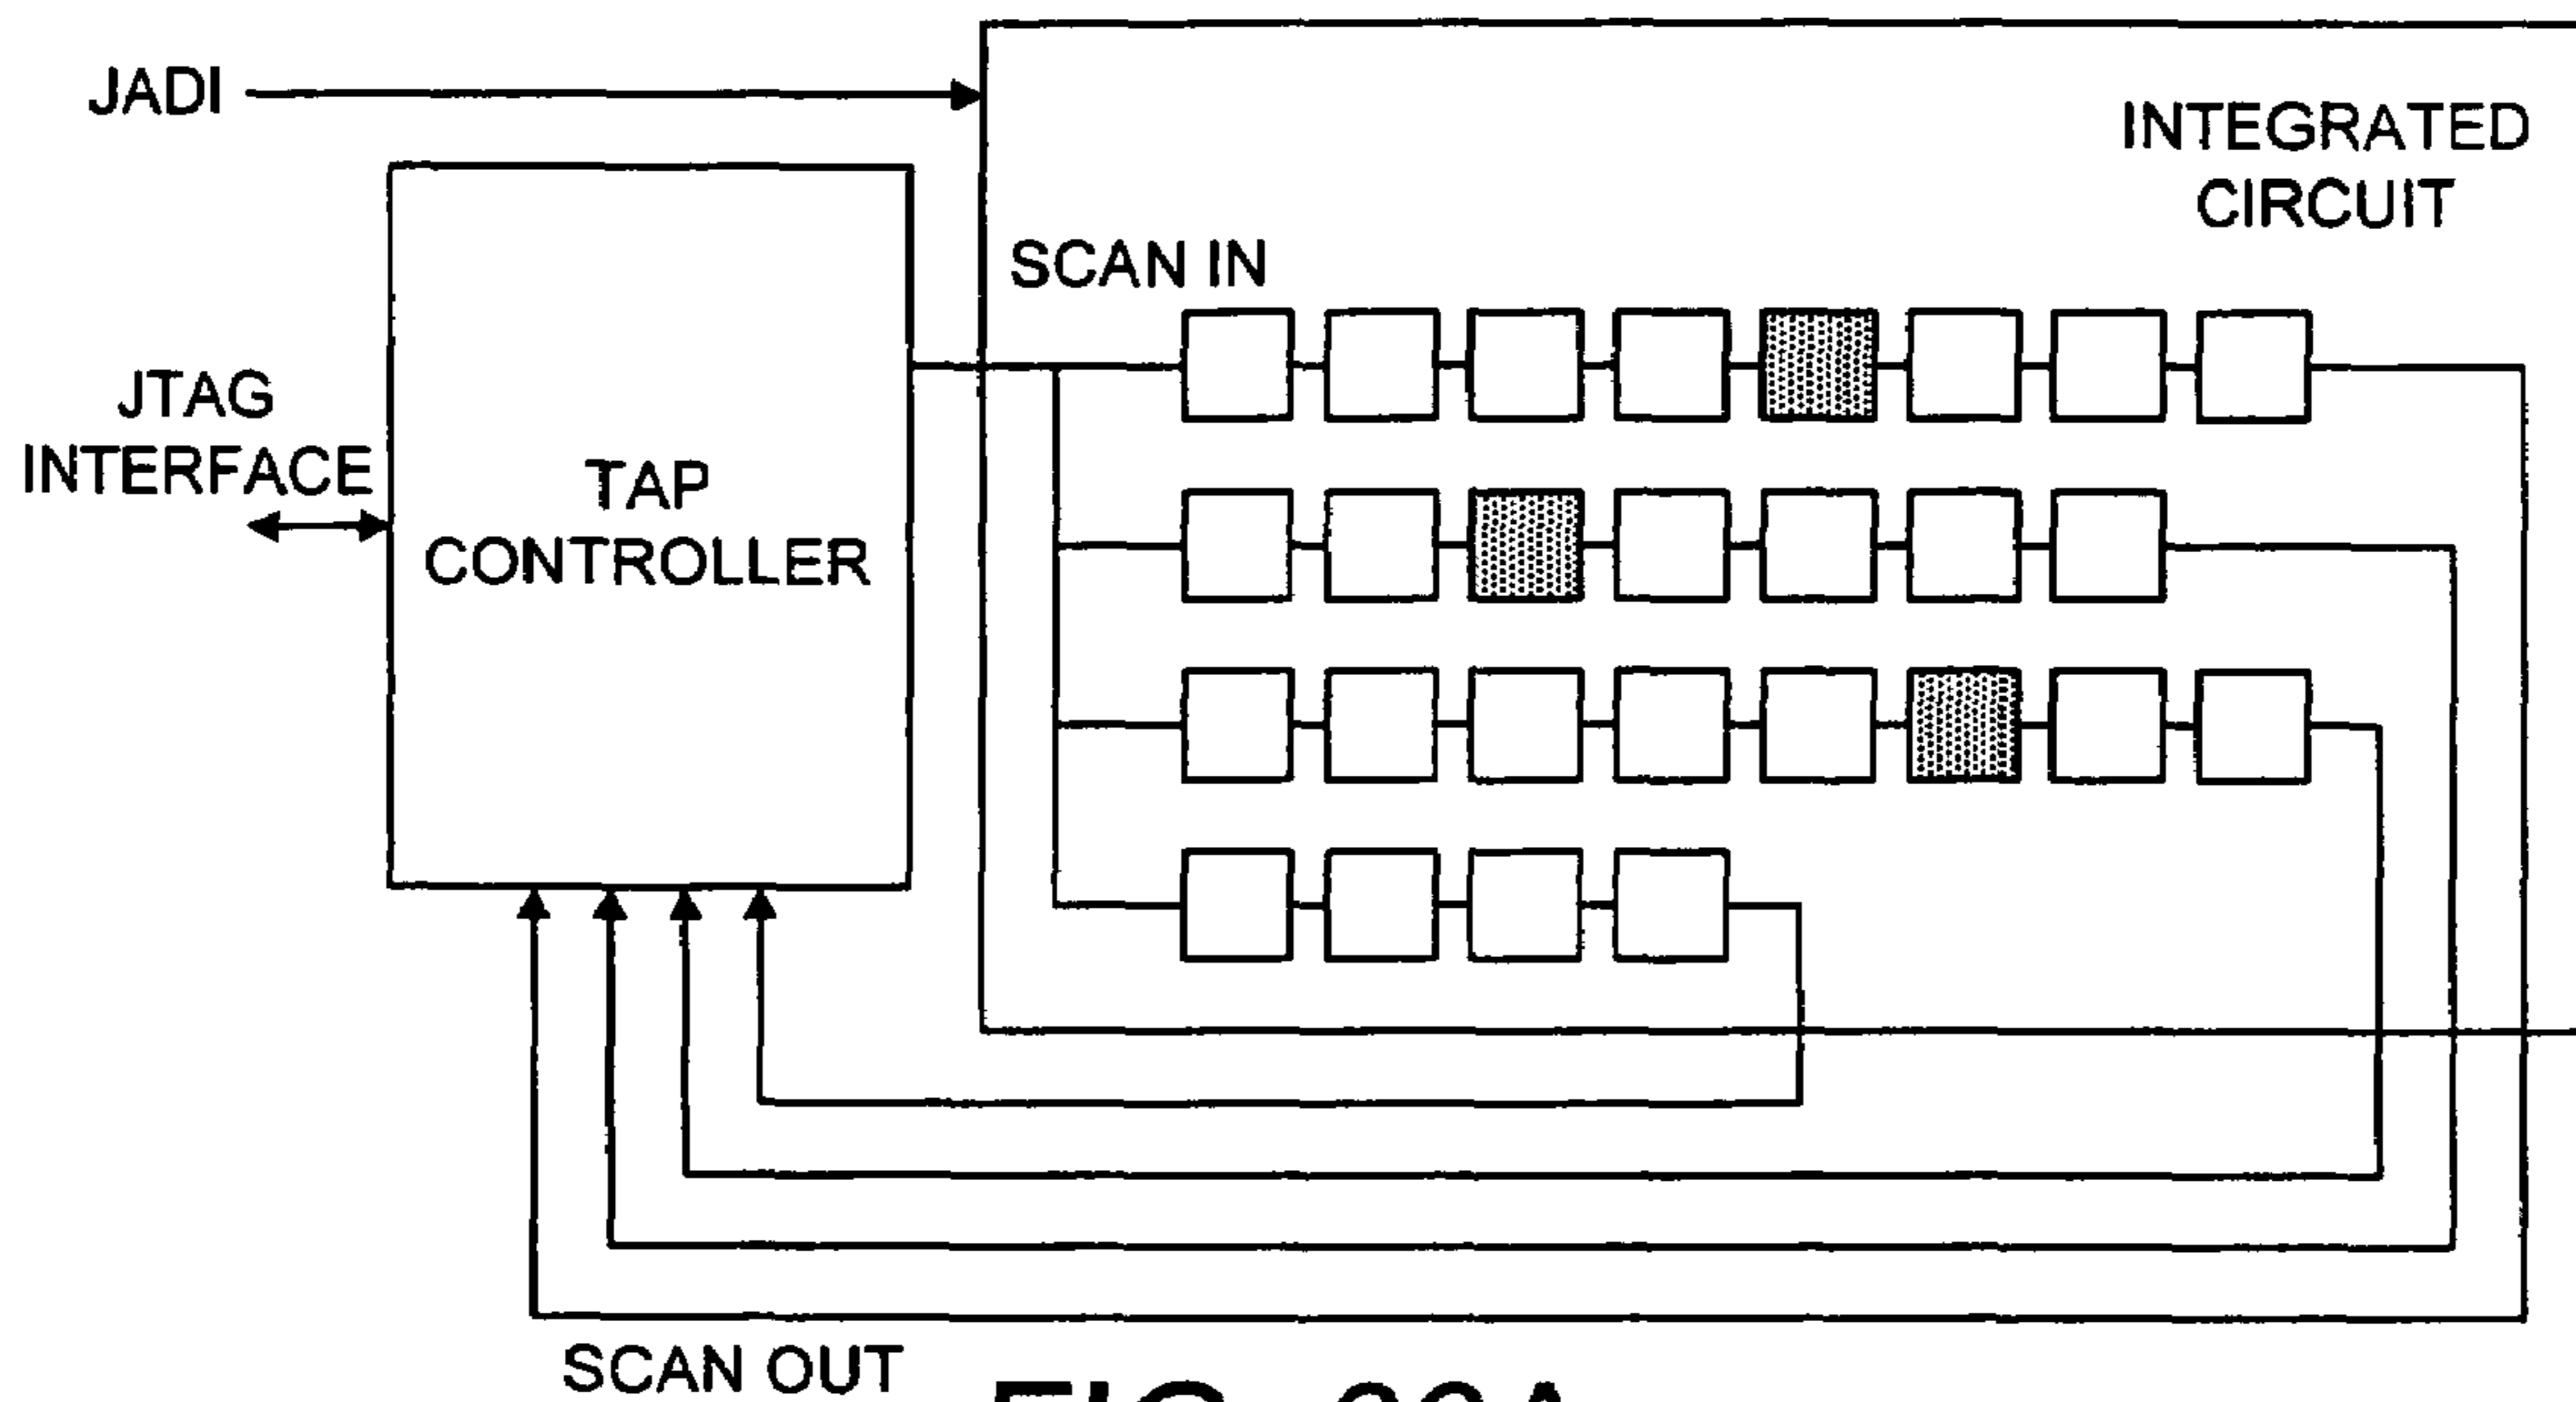 JADI
INTEGRATED
CIRCUIT
SCAN IN
JTAG
INTERFACE
TAP
CONTROLLER
SCAN OUT